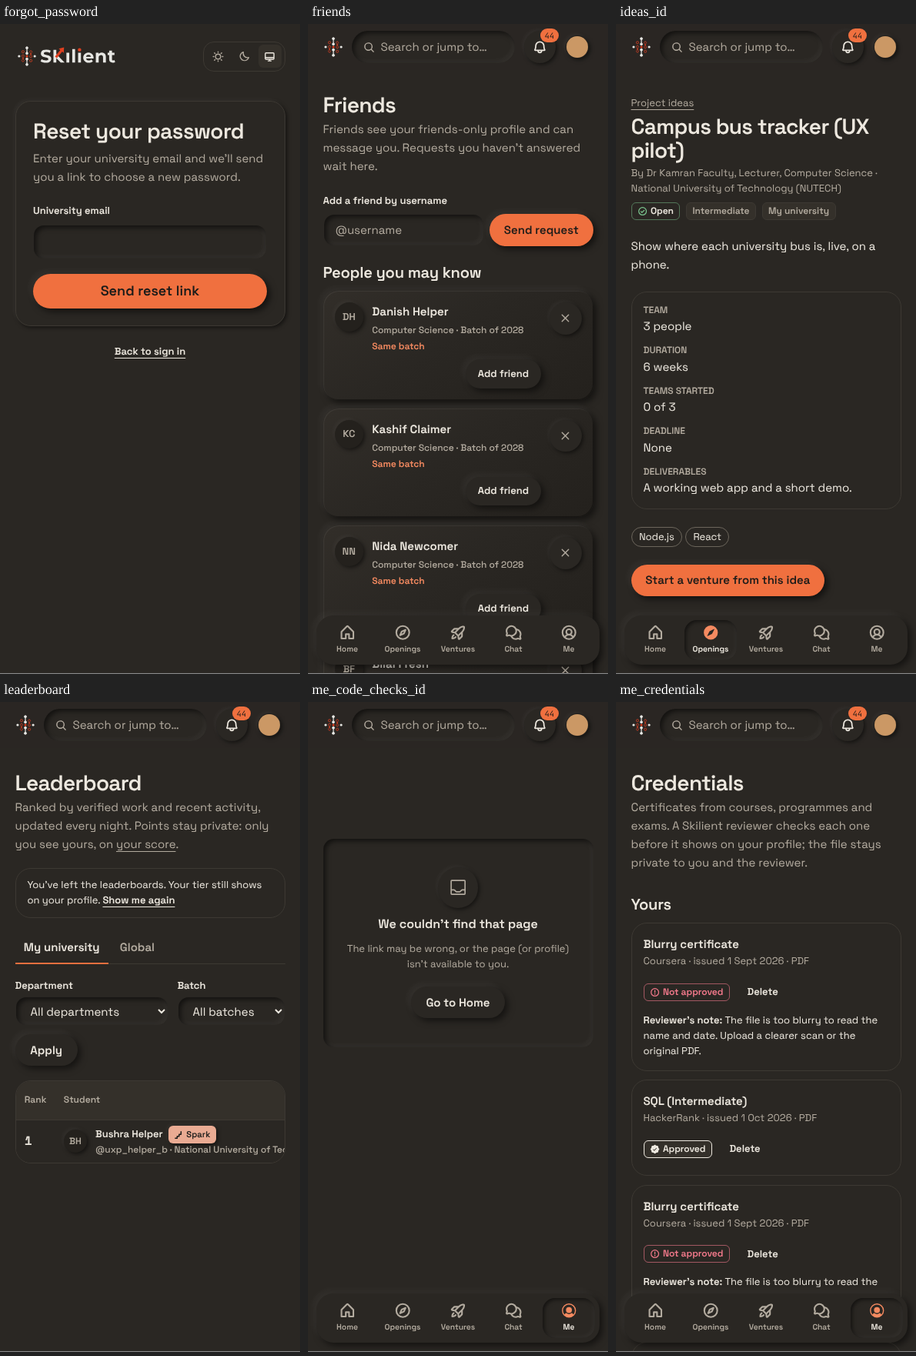 forgot_password
Skilient
Reset your password
Enter your university email and we'll send
you a link to choose a new password.
University email
Send reset link
Back to sign in
friends
Search or jump to...
44
Friends
Friends see your friends-only profile and can
message you. Requests you haven't answered
wait here.
Add a friend by username
@username
Send request
People you may know
DH
Danish Helper
Computer Science · Batch of 2028
Same batch
Add friend
KC
Kashif Claimer
Computer Science · Batch of 2028
Same batch
Add friend
NN
Nida Newcomer
Computer Science · Batch of 2028
Same batch
Add friend
BF
Home
Openings
Ventures
Chat
Me
ideas_id
Search or jump to...
44
Project ideas
Campus bus tracker (UX
pilot)
By Dr Kamran Faculty, Lecturer, Computer Science ·
National University of Technology (NUTECH)
Open
Intermediate
My university
Show where each university bus is, live, on a
phone.
TEAM
3 people
DURATION
6 weeks
TEAMS STARTED
0 of 3
DEADLINE
None
DELIVERABLES
A working web app and a short demo.
Node.js
React
Start a venture from this idea
Home
Openings
Ventures
Chat
Me
leaderboard
Search or jump to...
44
Leaderboard
Ranked by verified work and recent activity,
updated every night. Points stay private: only
you see yours, on your score.
You've left the leaderboards. Your tier still shows
on your profile. Show me again
My university
Global
Department
Batch
All departments
All batches
Apply
Rank
Student
1
BH
Bushra Helper
Spark
@uxp_helper_b · National University of Tec
me_code_checks_id
Search or jump to...
44
We couldn't find that page
The link may be wrong, or the page (or profile)
isn't available to you.
Go to Home
Home
Openings
Ventures
Chat
Me
me_credentials
Search or jump to...
44
Credentials
Certificates from courses, programmes and
exams. A Skilient reviewer checks each one
before it shows on your profile; the file stays
private to you and the reviewer.
Yours
Blurry certificate
Coursera · issued 1 Sept 2026 · PDF
Not approved
Delete
Reviewer's note: The file is too blurry to read the
name and date. Upload a clearer scan or the
original PDF.
SQL (Intermediate)
HackerRank · issued 1 Oct 2026 · PDF
Approved
Delete
Blurry certificate
Coursera · issued 1 Sept 2026 · PDF
Not approved
Delete
Reviewer's note: The file is too blurry to read the
Home
Openings
Ventures
Chat
Me